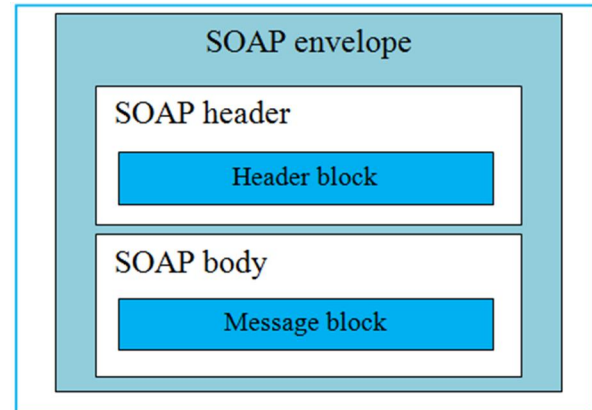 SOAP envelope
SOAP header
Header block
SOAP body
Message block